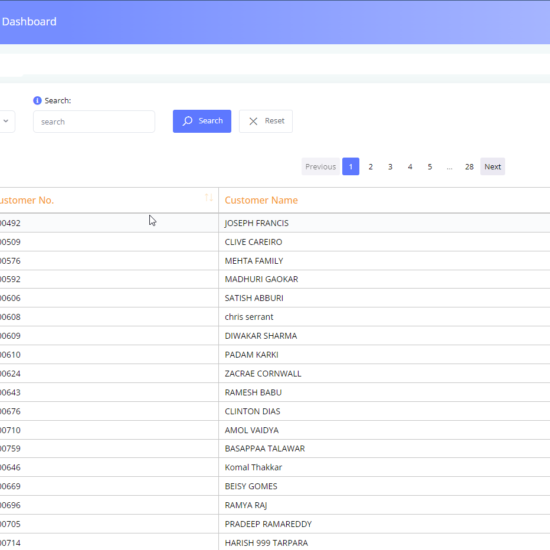 Dashboard
Search:
search Search Reset
Previous 1 2 3 4 5 ... 28 Next
ustomer No. Customer Name
00492 JOSEPH FRANCIS
00509 CLIVE CAREIRO
00576 MEHTA FAMILY
00592 MADHURI GAOKAR
00606 SATISH ABBURI
00608 chris serrant
00609 DIWAKAR SHARMA
00610 PADAM KARKI
00624 ZACRAE CORNWALL
00643 RAMESH BABU
00676 CLINTON DIAS
00710 AMOL VAIDYA
00759 BASAPPAA TALAWAR
00646 Komal Thakkar
00669 BEISY GOMES
00696 RAMYA RAJ
00705 PRADEEP RAMAREDDY
00714 HARISH 999 TARPARA